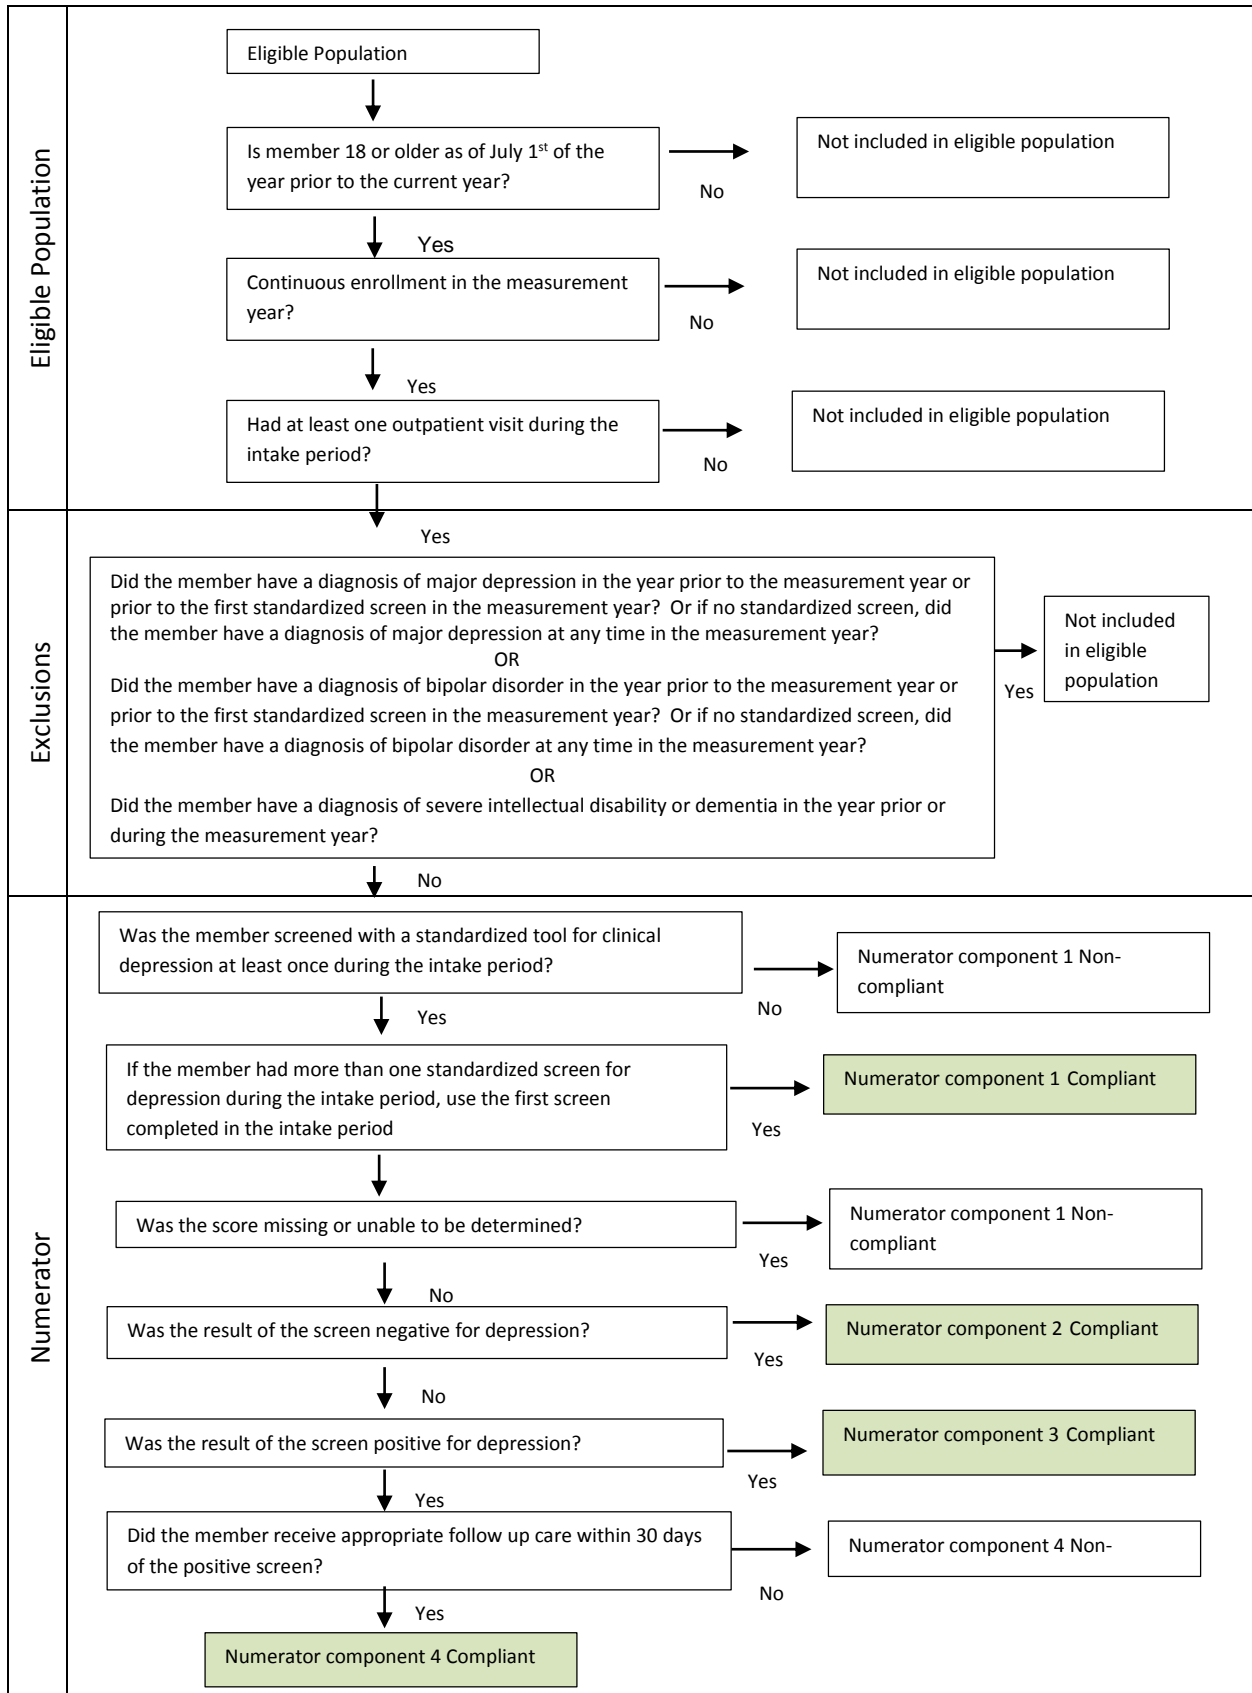 Eligible Population
Eligible Population
Is member 18 or older as of July 1st of the
year prior to the current year?
No
Not included in eligible population
Yes
Continuous enrollment in the measurement
year?
No
Not included in eligible population
Yes
Had at least one outpatient visit during the
intake period?
No
Not included in eligible population
Yes
Exclusions
Did the member have a diagnosis of major depression in the year prior to the measurement year or
prior to the first standardized screen in the measurement year? Or if no standardized screen, did
the member have a diagnosis of major depression at any time in the measurement year?
OR
Did the member have a diagnosis of bipolar disorder in the year prior to the measurement year or
prior to the first standardized screen in the measurement year? Or if no standardized screen, did
the member have a diagnosis of bipolar disorder at any time in the measurement year?
OR
Did the member have a diagnosis of severe intellectual disability or dementia in the year prior or
during the measurement year?
Yes
Not included
in eligible
population
No
Numerator
Was the member screened with a standardized tool for clinical
depression at least once during the intake period?
No
Numerator component 1 Non-
compliant
Yes
If the member had more than one standardized screen for
depression during the intake period, use the first screen
completed in the intake period
Yes
Numerator component 1 Compliant
Was the score missing or unable to be determined?
Yes
Numerator component 1 Non-
compliant
No
Was the result of the screen negative for depression?
Yes
Numerator component 2 Compliant
No
Was the result of the screen positive for depression?
Yes
Numerator component 3 Compliant
Yes
Did the member receive appropriate follow up care within 30 days
of the positive screen?
No
Numerator component 4 Non-
Yes
Numerator component 4 Compliant